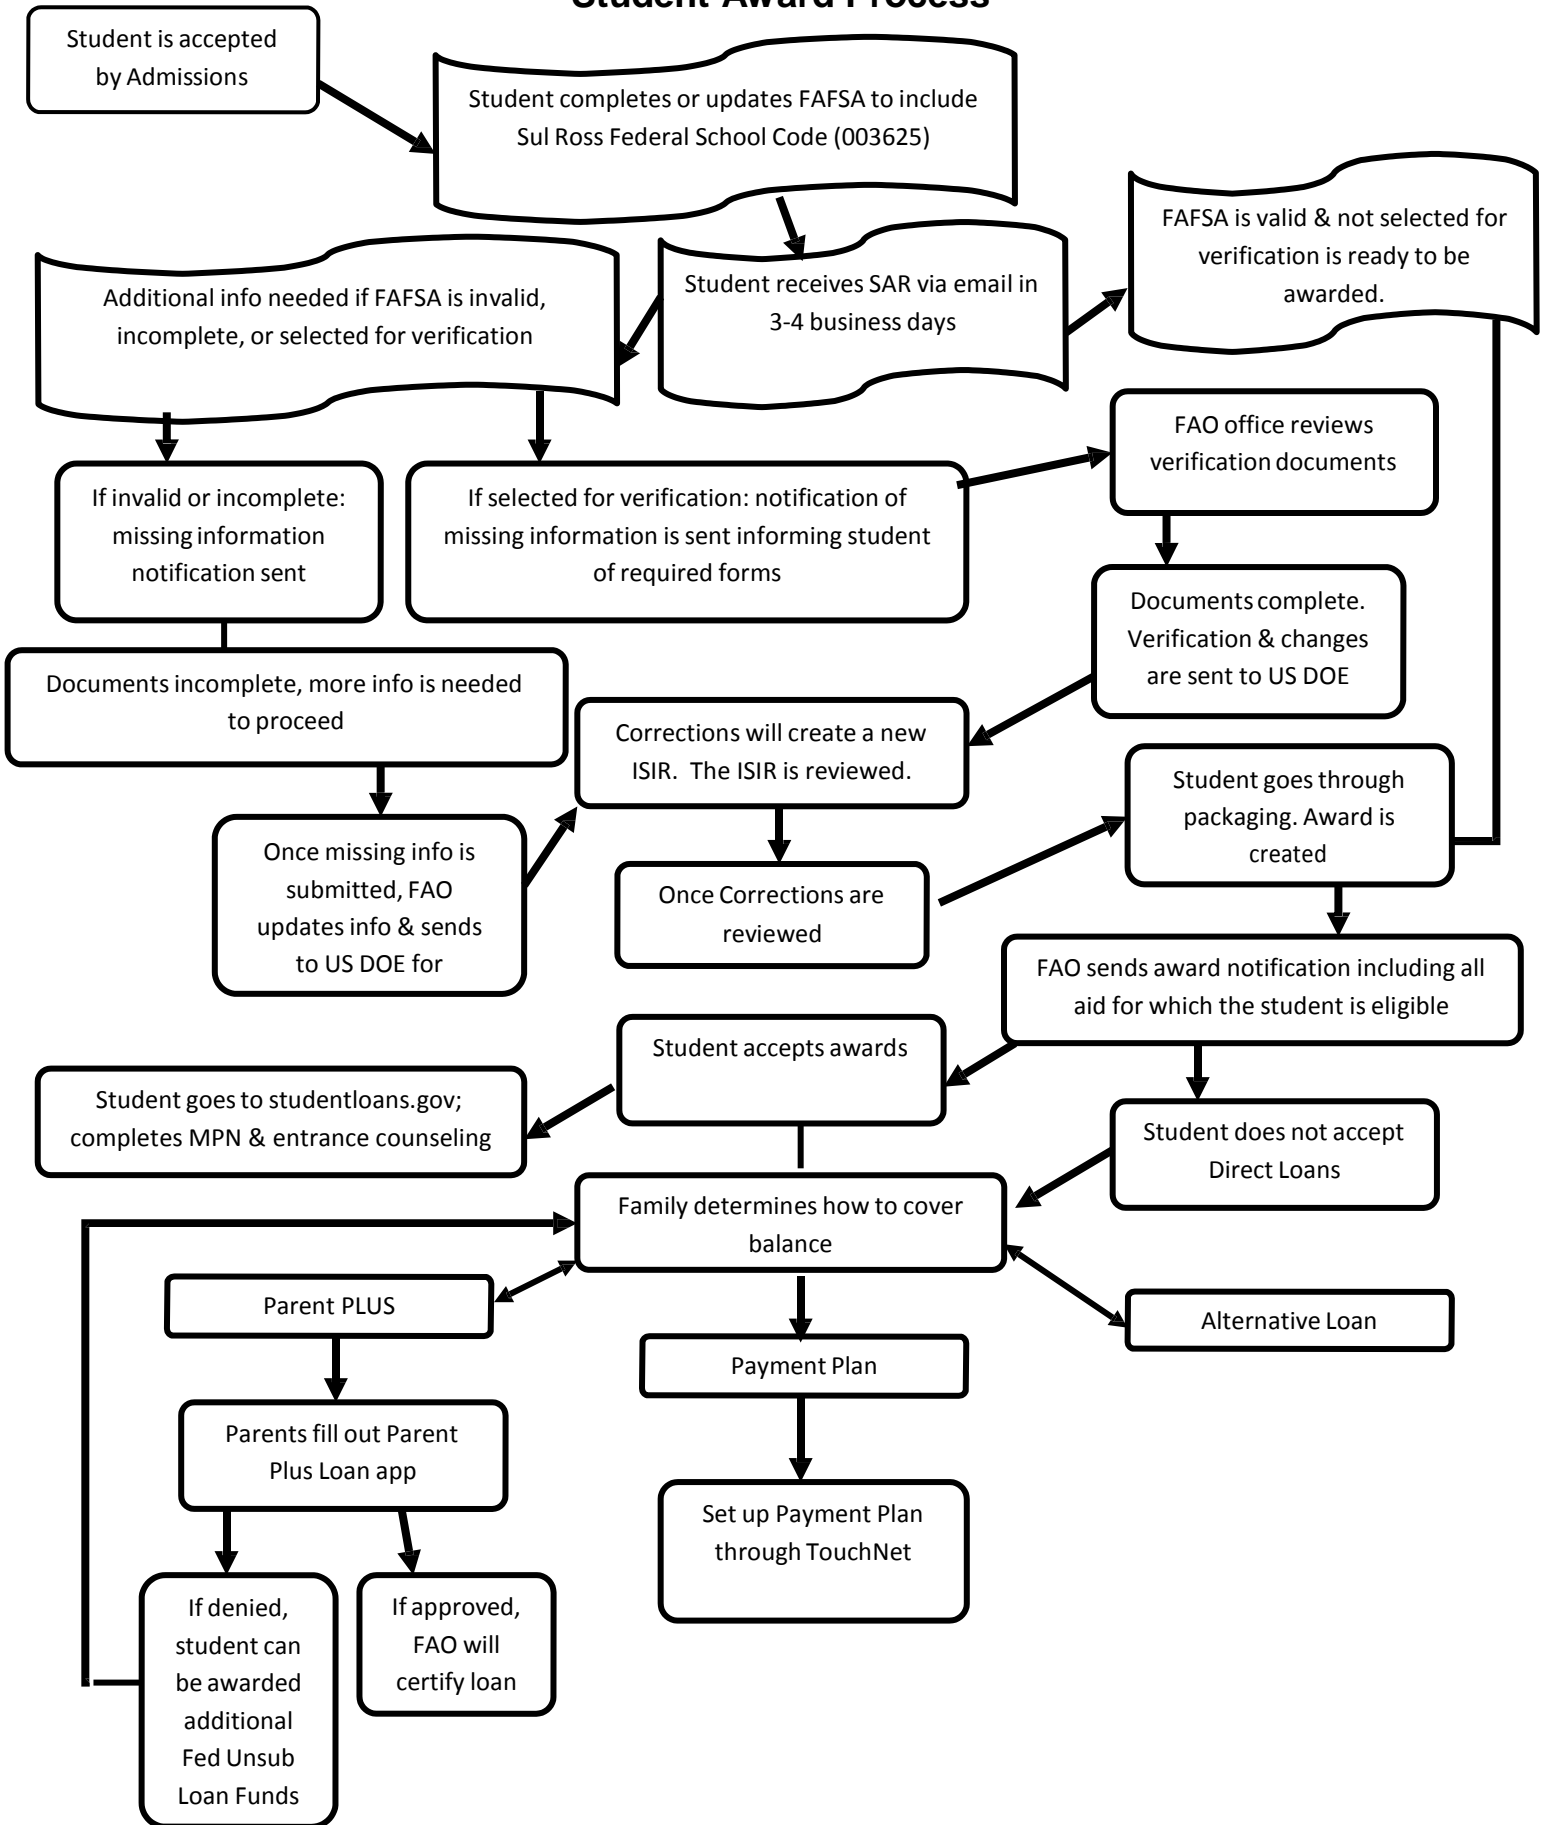 Student Award Process
Student is accepted
by Admissions
Student completes or updates FAFSA to include
Sul Ross Federal School Code (003625)
FAFSA is valid & not selected for
verification is ready to be
awarded.
Student receives SAR via email in
3-4 business days
Additional info needed if FAFSA is invalid,
incomplete, or selected for verification
FAO office reviews
verification documents
If invalid or incomplete:
missing information
notification sent
If selected for verification: notification of
missing information is sent informing student
of required forms
Documents complete.
Verification & changes
are sent to US DOE
Documents incomplete, more info is needed
to proceed
Corrections will create a new
ISIR. The ISIR is reviewed.
Student goes through
packaging. Award is
created
Once missing info is
submitted, FAO
updates info & sends
to US DOE for
Once Corrections are
reviewed
FAO sends award notification including all
aid for which the student is eligible
Student accepts awards
Student goes to studentloans.gov;
completes MPN & entrance counseling
Student does not accept
Direct Loans
Family determines how to cover
balance
Parent PLUS
Alternative Loan
Payment Plan
Parents fill out Parent
Plus Loan app
Set up Payment Plan
through TouchNet
If denied,
student can
be awarded
additional
Fed Unsub
Loan Funds
If approved,
FAO will
certify loan